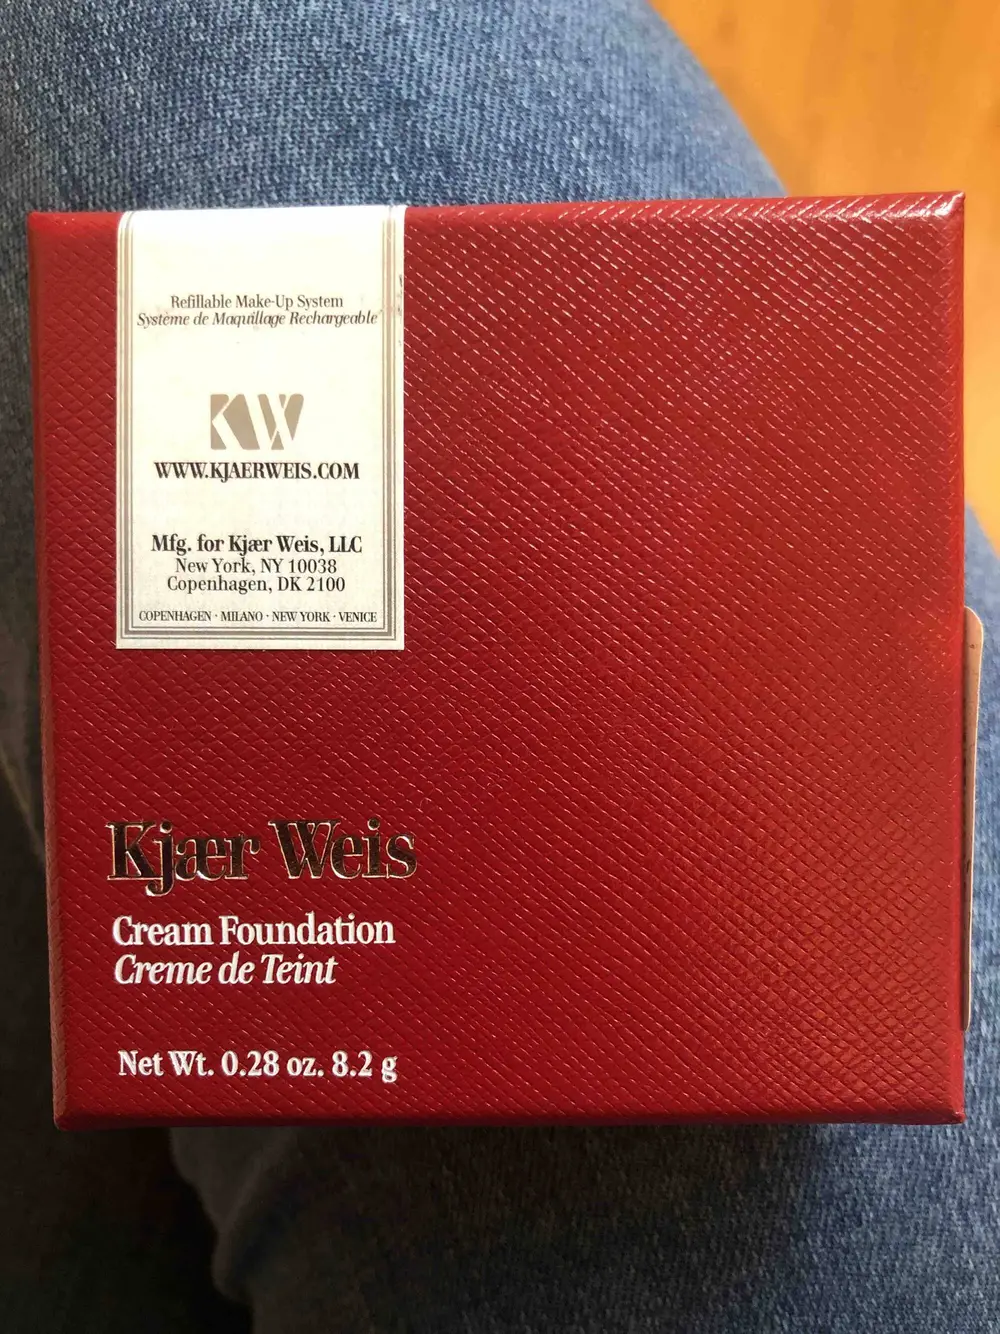 Refillable Make-Up System
Système de Maquillage Rechargeable
KW
WWW.KJAERWEIS.COM
Mfg. for Kjær Weis, LLC
New York, NY 10038
Copenhagen, DK 2100
COPENHAGEN · MILANO · NEW YORK · VENICE
Kjær Weis
Cream Foundation
Creme de Teint
Net Wt. 0.28 oz. 8.2 g